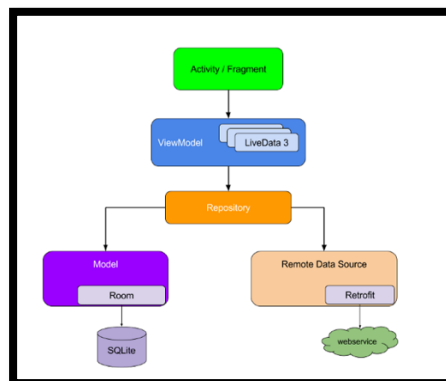 Activity / Fragment
ViewModel
LiveData 3
Repository
Model
Room
Remote Data Source
Retrofit
SQLite
webservice